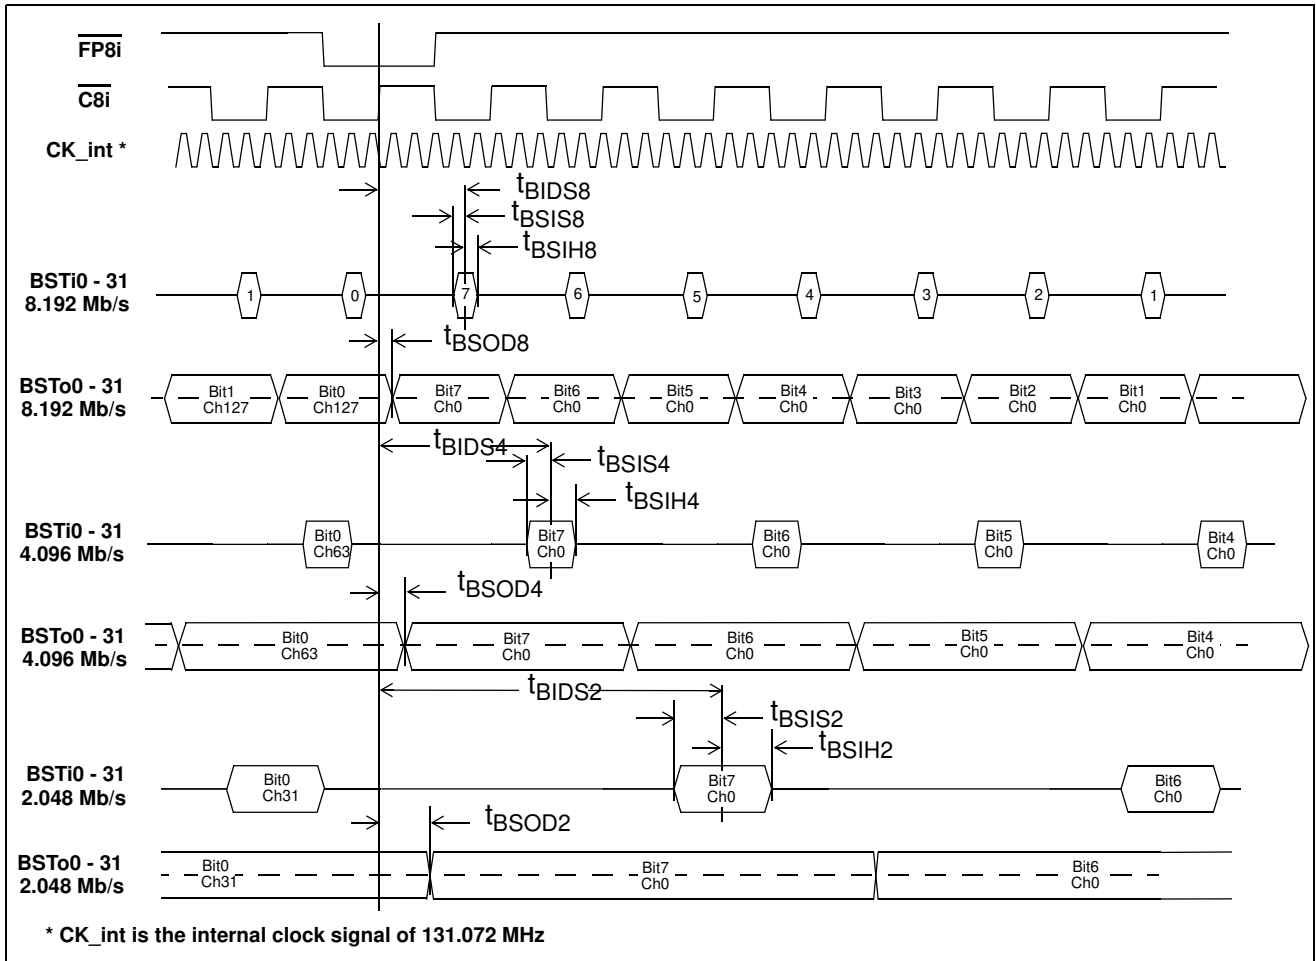 FP8i
C8i
CK_int *
tBIDS8
tBSIS8
tBSIH8
BSTi0 - 31
8.192 Mb/s
1 0 7 6 5 4 3 2 1
tBSOD8
BSTo0 - 31
8.192 Mb/s
Bit1 Ch127
Bit0 Ch127
Bit7 Ch0
Bit6 Ch0
Bit5 Ch0
Bit4 Ch0
Bit3 Ch0
Bit2 Ch0
Bit1 Ch0
tBIDS4
tBSIS4
tBSIH4
BSTi0 - 31
4.096 Mb/s
Bit0 Ch63
Bit7 Ch0
Bit6 Ch0
Bit5 Ch0
Bit4 Ch0
tBSOD4
BSTo0 - 31
4.096 Mb/s
Bit0 Ch63
Bit7 Ch0
Bit6 Ch0
Bit5 Ch0
Bit4 Ch0
tBIDS2
tBSIS2
tBSIH2
BSTi0 - 31
2.048 Mb/s
Bit0 Ch31
Bit7 Ch0
Bit6 Ch0
tBSOD2
BSTo0 - 31
2.048 Mb/s
Bit0 Ch31
Bit7 Ch0
Bit6 Ch0
* CK_int is the internal clock signal of 131.072 MHz